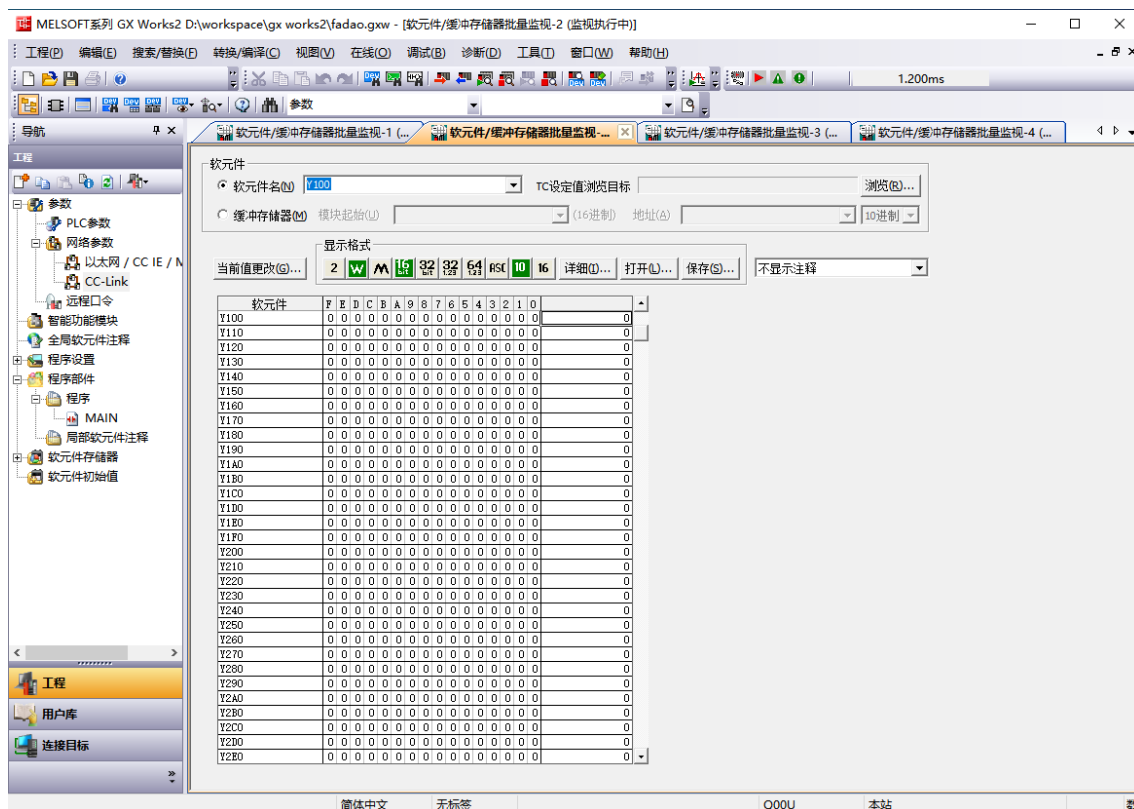 MELSOFT系列 GX Works2 D:\workspace\gx works2\fadao.gxw - [软元件/缓冲存储器批量监视-2 (监视执行中)]
工程(P) 编辑(E) 搜索/替换(F) 转换/编译(C) 视图(V) 在线(O) 调试(B) 诊断(D) 工具(T) 窗口(W) 帮助(H)
1.200ms
参数
导航
软元件/缓冲存储器批量监视-1 (...
软元件/缓冲存储器批量监视-...
软元件/缓冲存储器批量监视-3 (...
软元件/缓冲存储器批量监视-4 (...
工程
参数
PLC参数
网络参数
以太网 / CC IE / M
CC-Link
远程口令
智能功能模块
全局软元件注释
程序设置
程序部件
程序
MAIN
局部软元件注释
软元件存储器
软元件初始值
工程
用户库
连接目标
软元件
软元件名(N) Y100 TC设定值浏览目标 浏览(R)...
缓冲存储器(M) 模块起始(U) (16进制) 地址(A) 10进制
显示格式
当前值更改(G)... 2 W M 16bit 32bit 32 1.23 64 1.23 ASC 10 16 详细(I)... 打开(L)... 保存(S)... 不显示注释
软元件 F E D C B A 9 8 7 6 5 4 3 2 1 0
Y100 0 0 0 0 0 0 0 0 0 0 0 0 0 0 0 0 0
Y110 0 0 0 0 0 0 0 0 0 0 0 0 0 0 0 0 0
Y120 0 0 0 0 0 0 0 0 0 0 0 0 0 0 0 0 0
Y130 0 0 0 0 0 0 0 0 0 0 0 0 0 0 0 0 0
Y140 0 0 0 0 0 0 0 0 0 0 0 0 0 0 0 0 0
Y150 0 0 0 0 0 0 0 0 0 0 0 0 0 0 0 0 0
Y160 0 0 0 0 0 0 0 0 0 0 0 0 0 0 0 0 0
Y170 0 0 0 0 0 0 0 0 0 0 0 0 0 0 0 0 0
Y180 0 0 0 0 0 0 0 0 0 0 0 0 0 0 0 0 0
Y190 0 0 0 0 0 0 0 0 0 0 0 0 0 0 0 0 0
Y1A0 0 0 0 0 0 0 0 0 0 0 0 0 0 0 0 0 0
Y1B0 0 0 0 0 0 0 0 0 0 0 0 0 0 0 0 0 0
Y1C0 0 0 0 0 0 0 0 0 0 0 0 0 0 0 0 0 0
Y1D0 0 0 0 0 0 0 0 0 0 0 0 0 0 0 0 0 0
Y1E0 0 0 0 0 0 0 0 0 0 0 0 0 0 0 0 0 0
Y1F0 0 0 0 0 0 0 0 0 0 0 0 0 0 0 0 0 0
Y200 0 0 0 0 0 0 0 0 0 0 0 0 0 0 0 0 0
Y210 0 0 0 0 0 0 0 0 0 0 0 0 0 0 0 0 0
Y220 0 0 0 0 0 0 0 0 0 0 0 0 0 0 0 0 0
Y230 0 0 0 0 0 0 0 0 0 0 0 0 0 0 0 0 0
Y240 0 0 0 0 0 0 0 0 0 0 0 0 0 0 0 0 0
Y250 0 0 0 0 0 0 0 0 0 0 0 0 0 0 0 0 0
Y260 0 0 0 0 0 0 0 0 0 0 0 0 0 0 0 0 0
Y270 0 0 0 0 0 0 0 0 0 0 0 0 0 0 0 0 0
Y280 0 0 0 0 0 0 0 0 0 0 0 0 0 0 0 0 0
Y290 0 0 0 0 0 0 0 0 0 0 0 0 0 0 0 0 0
Y2A0 0 0 0 0 0 0 0 0 0 0 0 0 0 0 0 0 0
Y2B0 0 0 0 0 0 0 0 0 0 0 0 0 0 0 0 0 0
Y2C0 0 0 0 0 0 0 0 0 0 0 0 0 0 0 0 0 0
Y2D0 0 0 0 0 0 0 0 0 0 0 0 0 0 0 0 0 0
Y2E0 0 0 0 0 0 0 0 0 0 0 0 0 0 0 0 0 0
简体中文 无标签 Q00U 本站